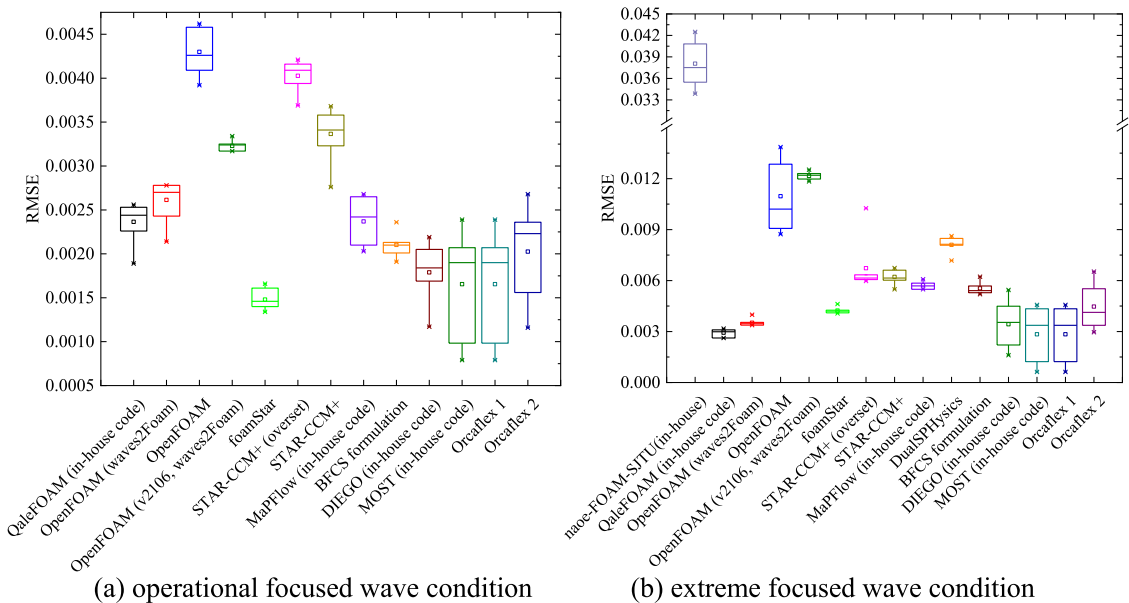 RMSE
0.0045
0.0040
0.0035
0.0030
0.0025
0.0020
0.0015
0.0010
0.0005
QaleFOAM (in-house code)
OpenFOAM (waves2Foam)
OpenFOAM
OpenFOAM (v2106, waves2Foam)
foamStar
STAR-CCM+ (overset)
STAR-CCM+
MaPFlow (in-house code)
BFCS formulation
DIEGO (in-house code)
MOST (in-house code)
Orcaflex 1
Orcaflex 2
(a) operational focused wave condition
RMSE
0.045
0.042
0.039
0.036
0.033
0.012
0.009
0.006
0.003
0.000
naoe-FOAM-SJTU(in-house)
QaleFOAM (in-house code)
OpenFOAM (waves2Foam)
OpenFOAM
OpenFOAM (v2106, waves2Foam)
foamStar
STAR-CCM+ (overset)
STAR-CCM+
MaPFlow (in-house code)
DualSPHysics
BFCS formulation
DIEGO (in-house code)
MOST (in-house code)
Orcaflex 1
Orcaflex 2
(b) extreme focused wave condition